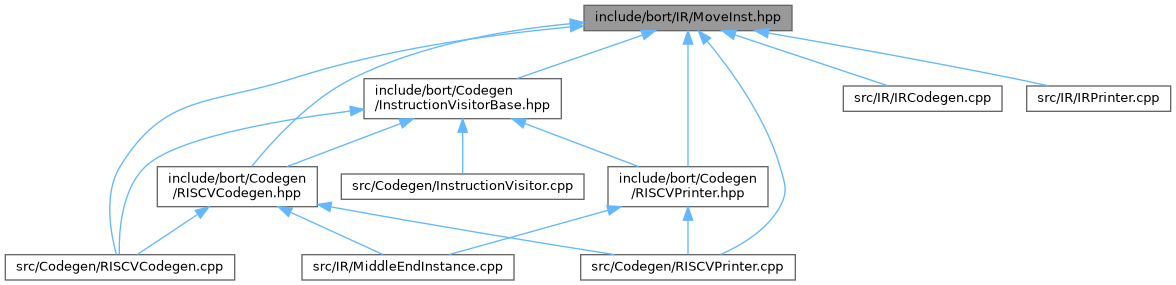 include/bort/IR/MoveInst.hpp
include/bort/Codegen
/InstructionVisitorBase.hpp
src/IR/IRCodegen.cpp
src/IR/IRPrinter.cpp
include/bort/Codegen
/RISCVCodegen.hpp
src/Codegen/InstructionVisitor.cpp
include/bort/Codegen
/RISCVPrinter.hpp
src/Codegen/RISCVCodegen.cpp
src/IR/MiddleEndInstance.cpp
src/Codegen/RISCVPrinter.cpp